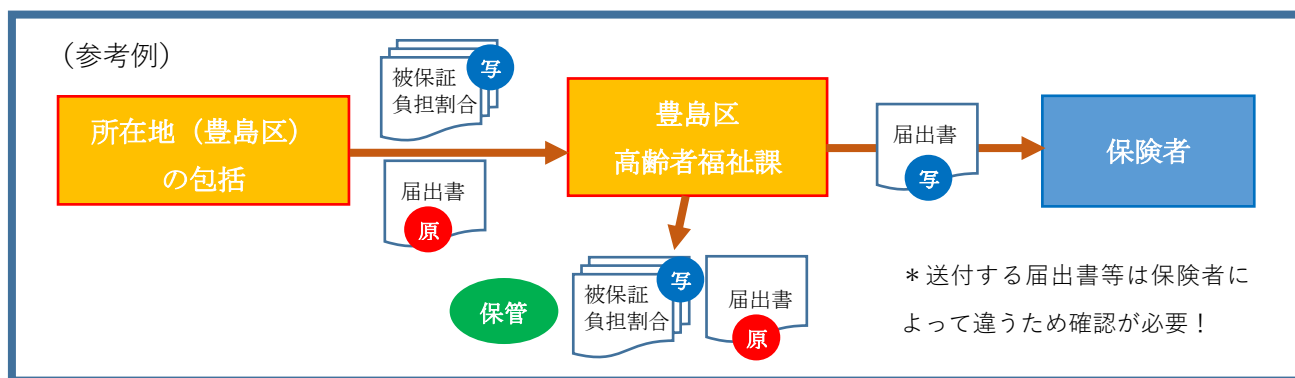 (参考例)
被保証
負担割合
写
所在地(豊島区)
の包括
届出書
原
豊島区
高齢者福祉課
届出書
写
保険者
保管
被保証
負担割合
写
届出書
原
*送付する届出書等は保険者に
よって違うため確認が必要!